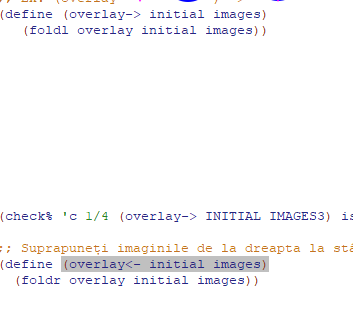 (define (overlay-> initial images)
(foldl overlay initial images))
(check% 'c 1/4 (overlay-> INITIAL IMAGES3) is
;; Suprapuneți imaginile de la dreapta la stâ
(define (overlay<- initial images)
(foldr overlay initial images))